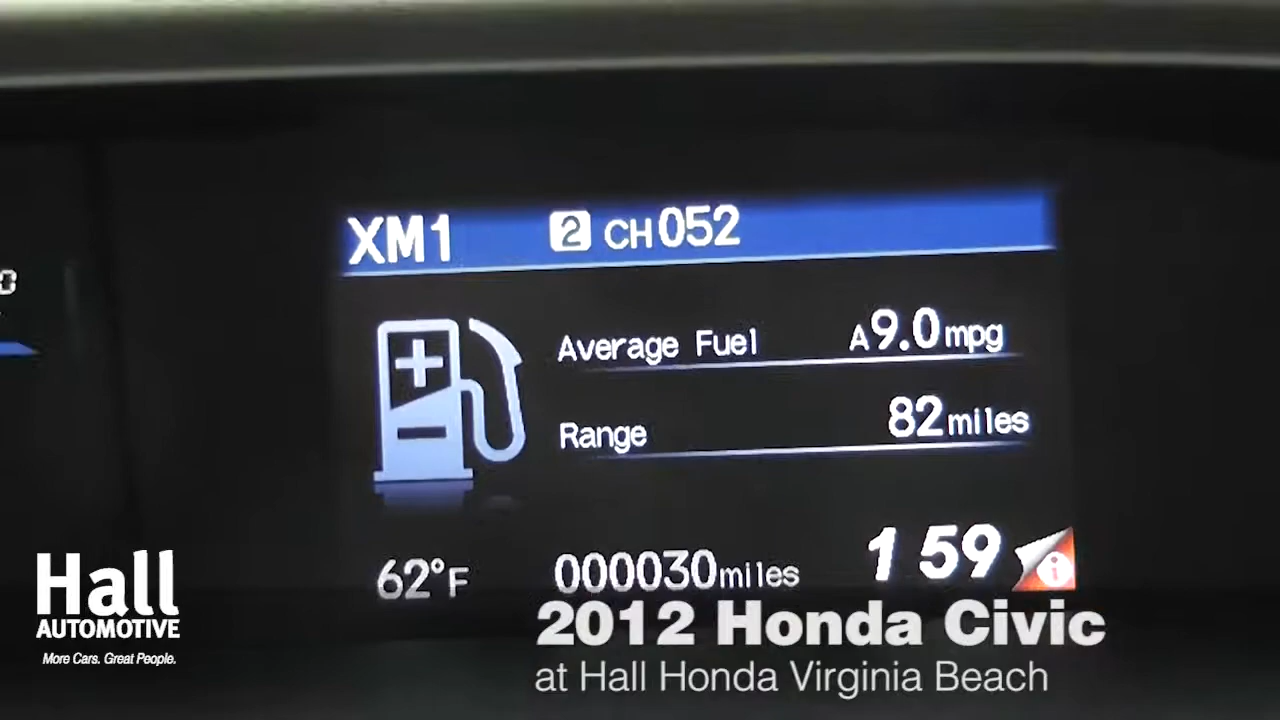 XM1 2 CH052
Average Fuel A9.0mpg
Range 82miles
62°F 000030miles 1 59
Hall
AUTOMOTIVE
More Cars. Great People.
2012 Honda Civic
at Hall Honda Virginia Beach